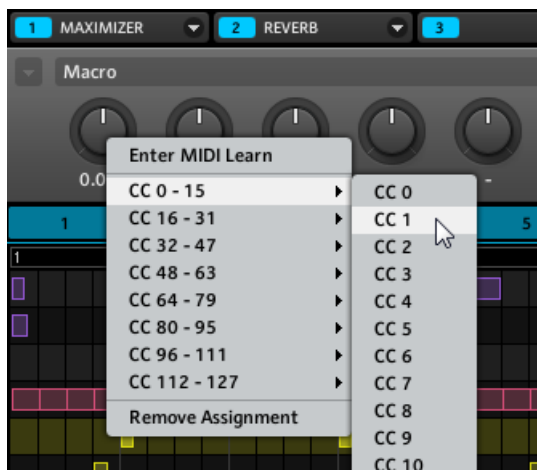 1 MAXIMIZER 2 REVERB 3
Macro
Enter MIDI Learn
0.0 -
CC 0 - 15 CC 0
1 CC 16 - 31 CC 1 5
CC 32 - 47 CC 2
1 CC 48 - 63 CC 3
CC 64 - 79 CC 4
CC 80 - 95 CC 5
CC 96 - 111 CC 6
CC 112 - 127 CC 7
Remove Assignment CC 8
CC 9
CC 10